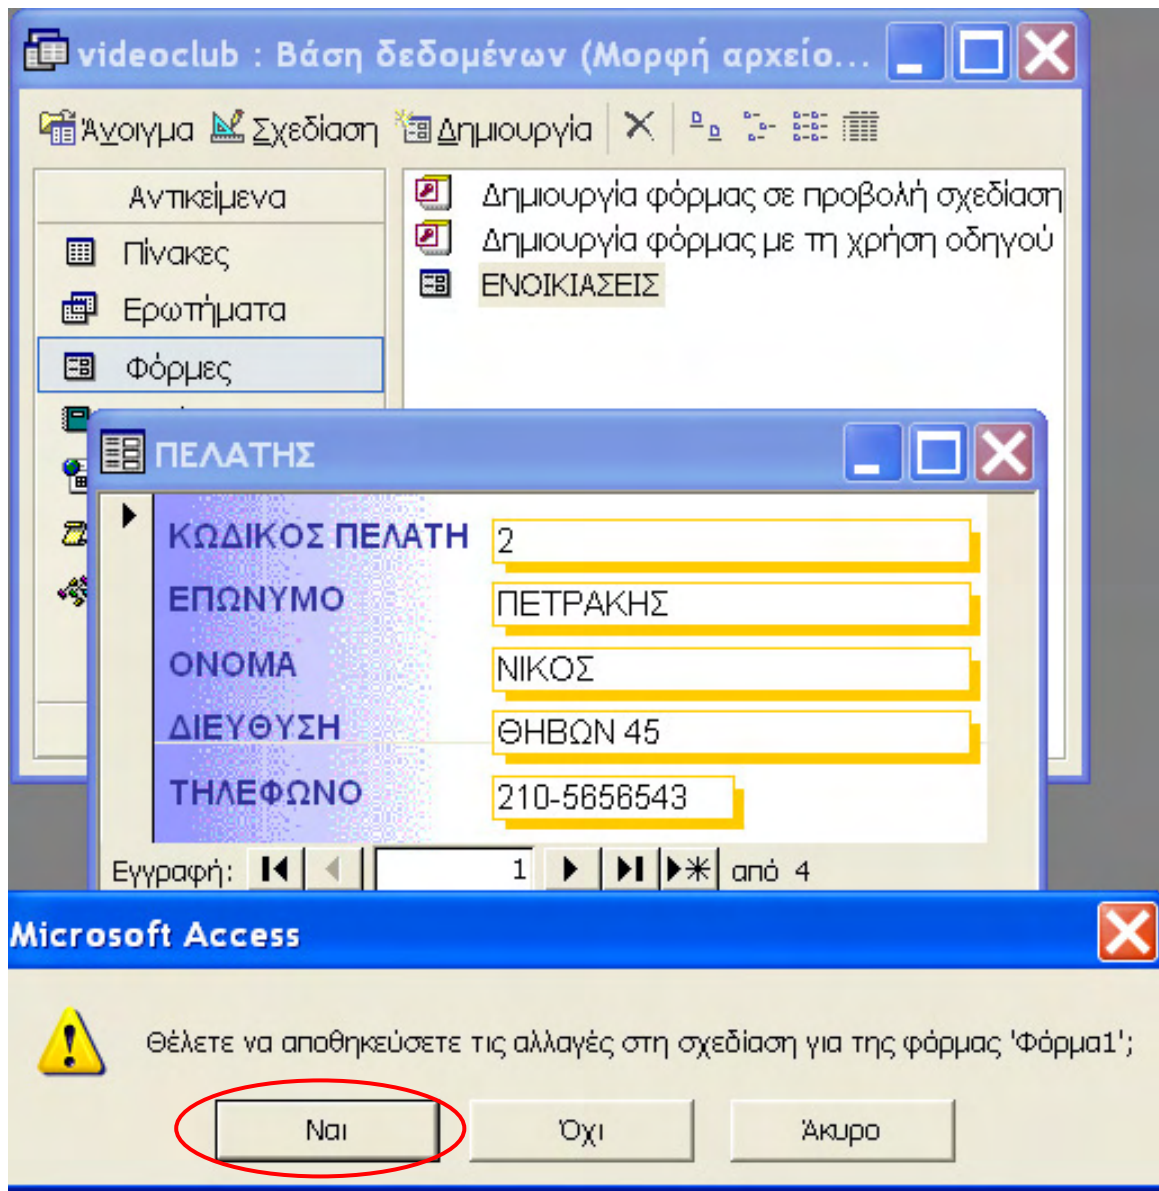 videoclub : Βάση δεδομένων (Μορφή αρχείο...
Άνοιγμα Σχεδίαση Δημιουργία
Αντικείμενα
Πίνακες
Ερωτήματα
Φόρμες
Δημιουργία φόρμας σε προβολή σχεδίαση
Δημιουργία φόρμας με τη χρήση οδηγού
ΕΝΟΙΚΙΑΣΕΙΣ
ΠΕΛΑΤΗΣ
ΚΩΔΙΚΟΣ ΠΕΛΑΤΗ 2
ΕΠΩΝΥΜΟ ΠΕΤΡΑΚΗΣ
ΟΝΟΜΑ ΝΙΚΟΣ
ΔΙΕΥΘΥΣΗ ΘΗΒΩΝ 45
ΤΗΛΕΦΩΝΟ 210-5656543
Εγγραφή: 1 από 4
Microsoft Access
Θέλετε να αποθηκεύσετε τις αλλαγές στη σχεδίαση για της φόρμας 'Φόρμα1';
Ναι Όχι Άκυρο